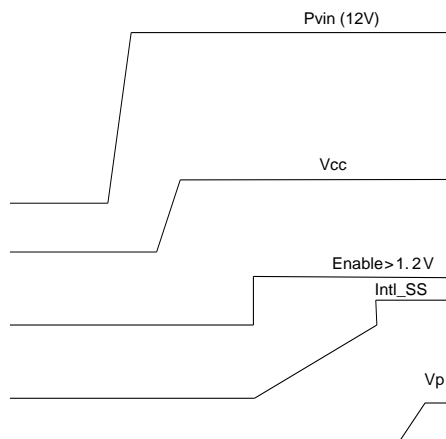 Pvin (12V)
Vcc
Enable>1.2V
Intl_SS
Vp